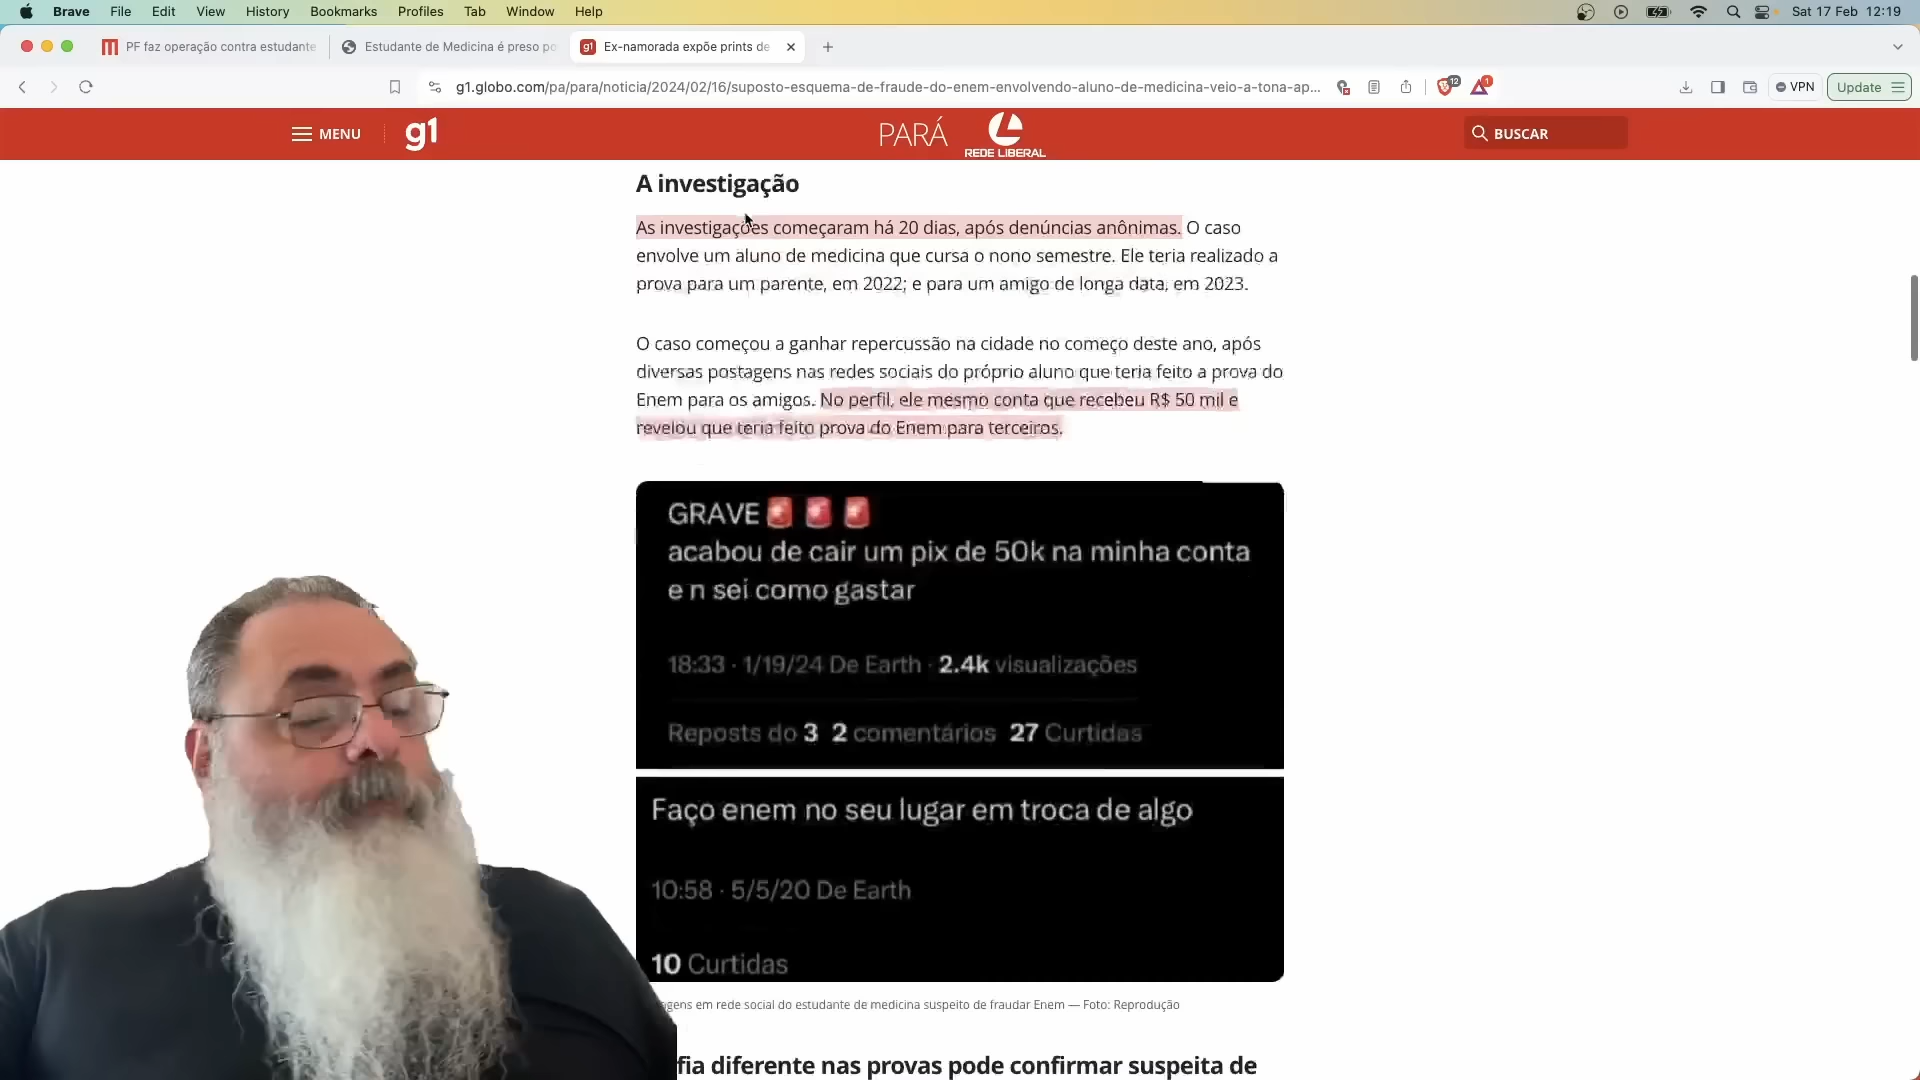 Brave File Edit View History Bookmarks Profiles Tab Window Help Sat 17 Feb 12:19
PF faz operação contra estudante
Estudante de Medicina é preso po
g1 Ex-namorada expõe prints de
g1.globo.com/pa/para/noticia/2024/02/16/suposto-esquema-de-fraude-do-enem-envolvendo-aluno-de-medicina-veio-a-tona-ap...
12
1
VPN
Update
MENU
g1
PARÁ
REDE LIBERAL
BUSCAR
A investigação
As investigações começaram há 20 dias, após denúncias anônimas. O caso
envolve um aluno de medicina que cursa o nono semestre. Ele teria realizado a
prova para um parente, em 2022; e para um amigo de longa data, em 2023.
O caso começou a ganhar repercussão na cidade no começo deste ano, após
diversas postagens nas redes sociais do próprio aluno que teria feito a prova do
Enem para os amigos. No perfil, ele mesmo conta que recebeu R$ 50 mil e
revelou que teria feito prova do Enem para terceiros.
GRAVE 🚨 🚨 🚨
acabou de cair um pix de 50k na minha conta
e n sei como gastar
18:33 · 1/19/24 De Earth · 2.4k visualizações
Reposts do 3 2 comentários 27 Curtidas
Faço enem no seu lugar em troca de algo
10:58 · 5/5/20 De Earth
10 Curtidas
agens em rede social do estudante de medicina suspeito de fraudar Enem — Foto: Reprodução
fia diferente nas provas pode confirmar suspeita de